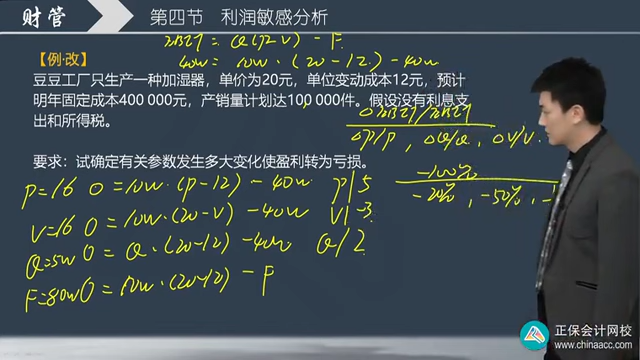 财管 第四节 利润敏感分析
EBIT = Q(P-V) - F
40w = 10w·(20-12) - 40w
【例·改】
豆豆工厂只生产一种加湿器，单价为20元，单位变动成本12元，预计
明年固定成本400 000元，产销量计划达100 000件。假设没有利息支
出和所得税。
要求：试确定有关参数发生多大变化使盈利转为亏损。
ΔEBIT/EBIT
ΔP/P, ΔQ/Q, ΔV/V
-100%
-20%, -50%,
P=16 0=10w·(P-12)-40w P/5
V=16 0=10w·(20-V)-40w V/-3
Q=5w 0=Q·(20-12)-40w Q/2
F=80w 0=10w·(20-12)-F
正保会计网校
www.chinaacc.com